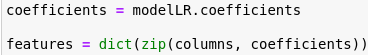 coefficients = modelLR.coefficients
features = dict(zip(columns, coefficients))